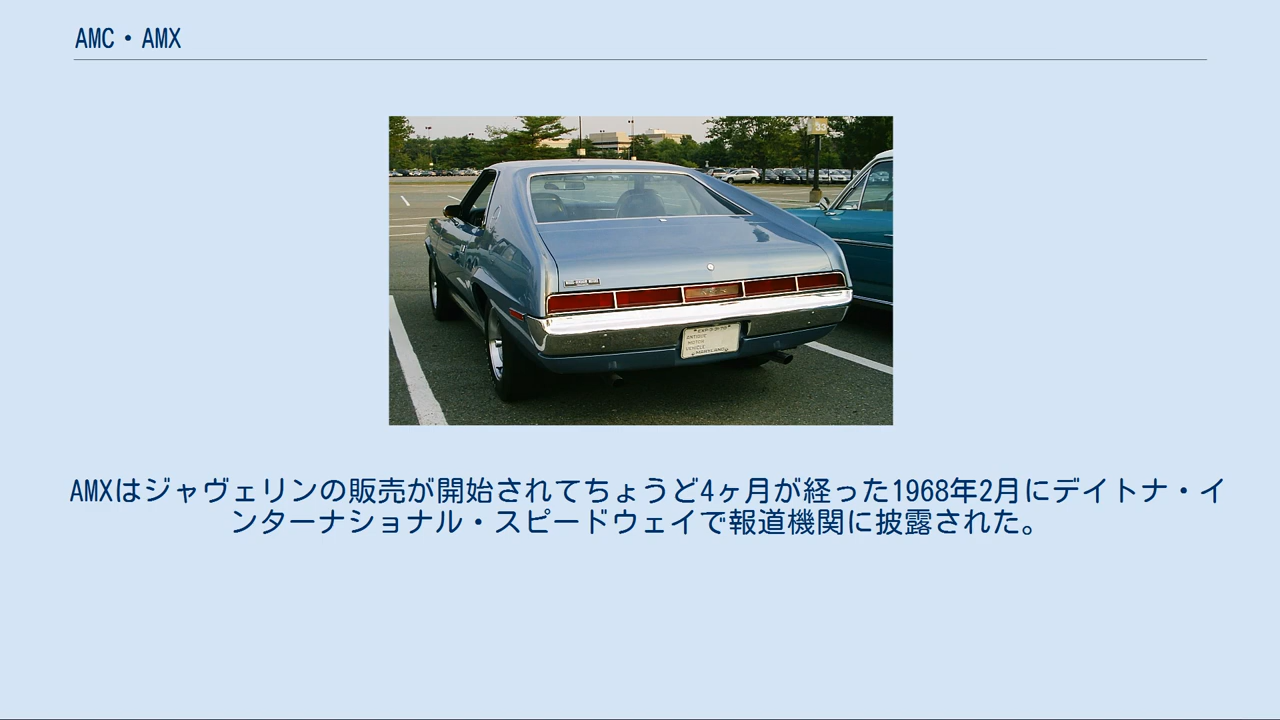 AMC・AMX
33
AMXはジャヴェリンの販売が開始されてちょうど4ヶ月が経った1968年2月にデイトナ・イ
ンターナショナル・スピードウェイで報道機関に披露された。